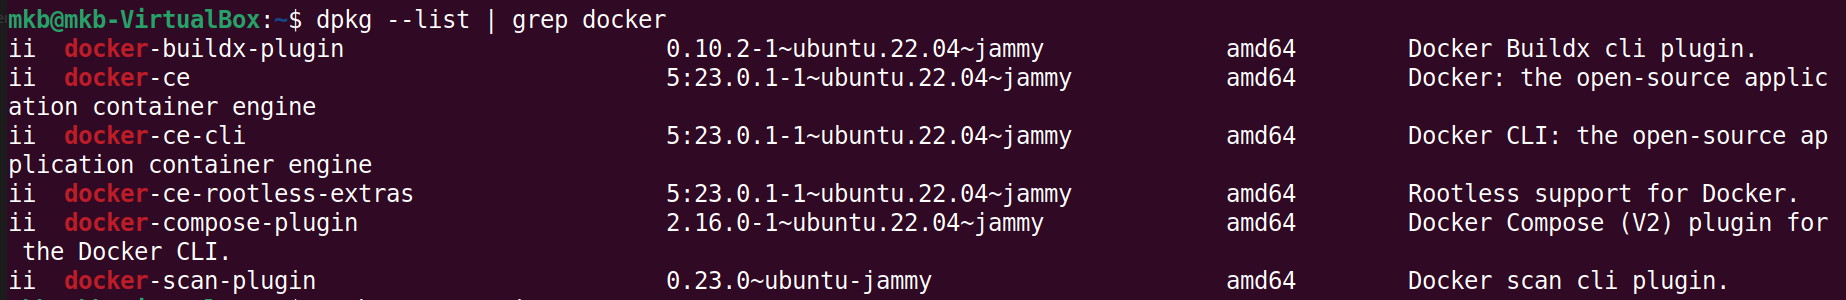 mkb@mkb-VirtualBox:~$ dpkg --list | grep docker
ii  docker-buildx-plugin                       0.10.2-1~ubuntu.22.04~jammy             amd64        Docker Buildx cli plugin.
ii  docker-ce                                  5:23.0.1-1~ubuntu.22.04~jammy           amd64        Docker: the open-source applic
ation container engine
ii  docker-ce-cli                              5:23.0.1-1~ubuntu.22.04~jammy           amd64        Docker CLI: the open-source ap
plication container engine
ii  docker-ce-rootless-extras                  5:23.0.1-1~ubuntu.22.04~jammy           amd64        Rootless support for Docker.
ii  docker-compose-plugin                      2.16.0-1~ubuntu.22.04~jammy             amd64        Docker Compose (V2) plugin for
 the Docker CLI.
ii  docker-scan-plugin                         0.23.0~ubuntu-jammy                     amd64        Docker scan cli plugin.